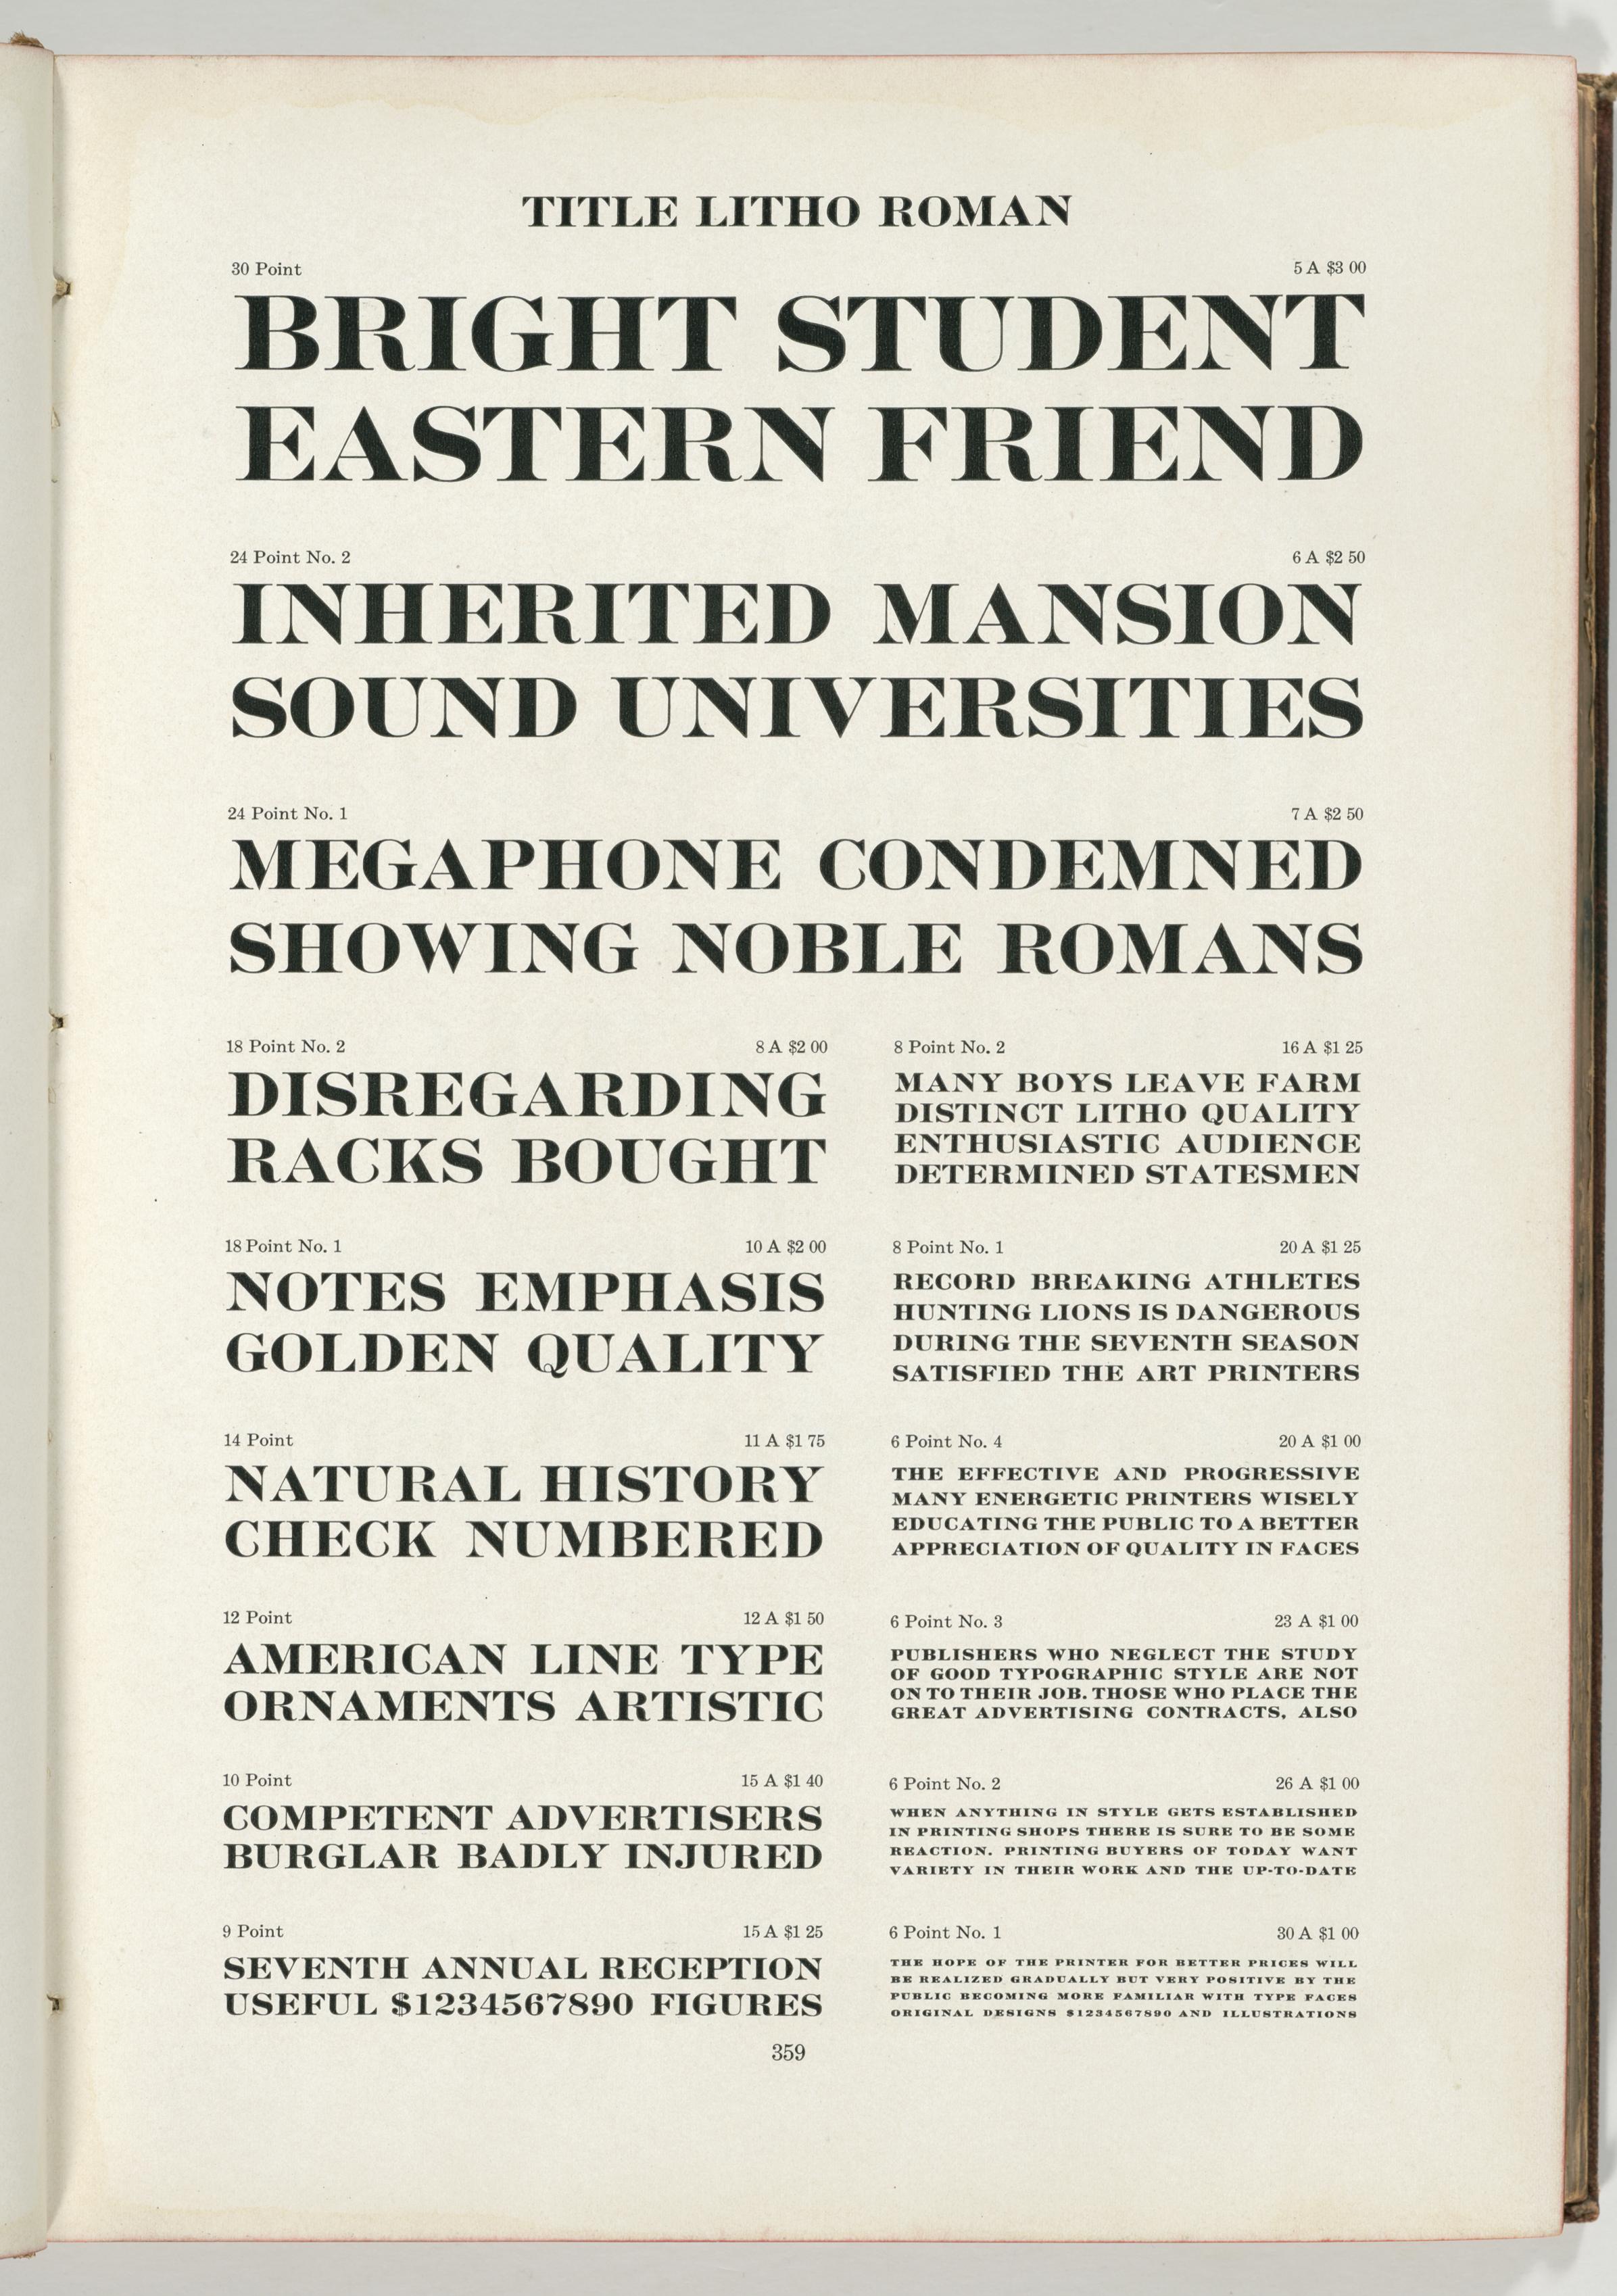 TITLE LITHO ROMAN
30 Point 5 A $3 00
BRIGHT STUDENT
EASTERN FRIEND
24 Point No. 2 6 A $2 50
INHERITED MANSION
SOUND UNIVERSITIES
24 Point No. 1 7 A $2 50
MEGAPHONE CONDEMNED
SHOWING NOBLE ROMANS
18 Point No. 2 8 A $2 00
DISREGARDING
RACKS BOUGHT
18 Point No. 1 10 A $2 00
NOTES EMPHASIS
GOLDEN QUALITY
14 Point 11 A $1 75
NATURAL HISTORY
CHECK NUMBERED
12 Point 12 A $1 50
AMERICAN LINE TYPE
ORNAMENTS ARTISTIC
10 Point 15 A $1 40
COMPETENT ADVERTISERS
BURGLAR BADLY INJURED
9 Point 15 A $1 25
SEVENTH ANNUAL RECEPTION
USEFUL $1234567890 FIGURES
8 Point No. 2 16 A $1 25
MANY BOYS LEAVE FARM
DISTINCT LITHO QUALITY
ENTHUSIASTIC AUDIENCE
DETERMINED STATESMEN
8 Point No. 1 20 A $1 25
RECORD BREAKING ATHLETES
HUNTING LIONS IS DANGEROUS
DURING THE SEVENTH SEASON
SATISFIED THE ART PRINTERS
6 Point No. 4 20 A $1 00
THE EFFECTIVE AND PROGRESSIVE
MANY ENERGETIC PRINTERS WISELY
EDUCATING THE PUBLIC TO A BETTER
APPRECIATION OF QUALITY IN FACES
6 Point No. 3 23 A $1 00
PUBLISHERS WHO NEGLECT THE STUDY
OF GOOD TYPOGRAPHIC STYLE ARE NOT
ON TO THEIR JOB. THOSE WHO PLACE THE
GREAT ADVERTISING CONTRACTS, ALSO
6 Point No. 2 26 A $1 00
WHEN ANYTHING IN STYLE GETS ESTABLISHED
IN PRINTING SHOPS THERE IS SURE TO BE SOME
REACTION. PRINTING BUYERS OF TODAY WANT
VARIETY IN THEIR WORK AND THE UP-TO-DATE
6 Point No. 1 30 A $1 00
THE HOPE OF THE PRINTER FOR BETTER PRICES WILL
BE REALIZED GRADUALLY BUT VERY POSITIVE BY THE
PUBLIC BECOMING MORE FAMILIAR WITH TYPE FACES
ORIGINAL DESIGNS $1234567890 AND ILLUSTRATIONS
359